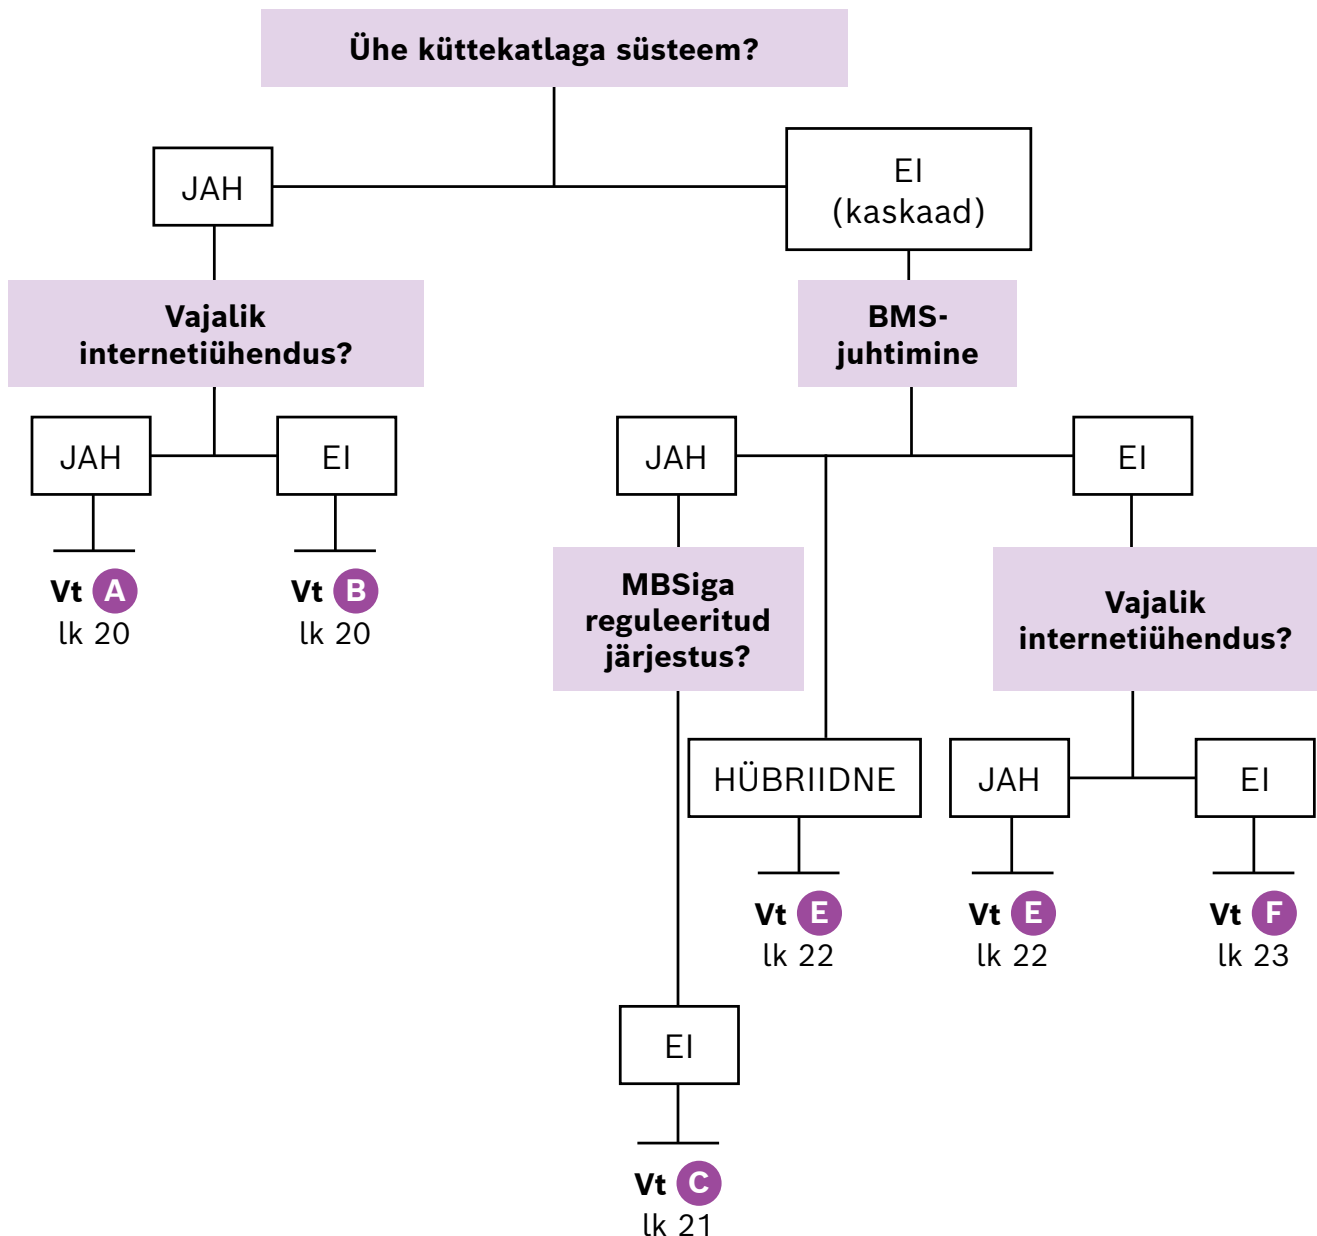 Ühe küttekatlaga süsteem?
JAH
EI
(kaskaad)
Vajalik
internetiühendus?
BMS-
juhtimine
JAH
EI
JAH
EI
Vt A
lk 20
Vt B
lk 20
MBSiga
reguleeritud
järjestus?
Vajalik
internetiühendus?
HÜBRIIDNE
JAH
EI
Vt E
lk 22
Vt E
lk 22
Vt F
lk 23
EI
Vt C
lk 21